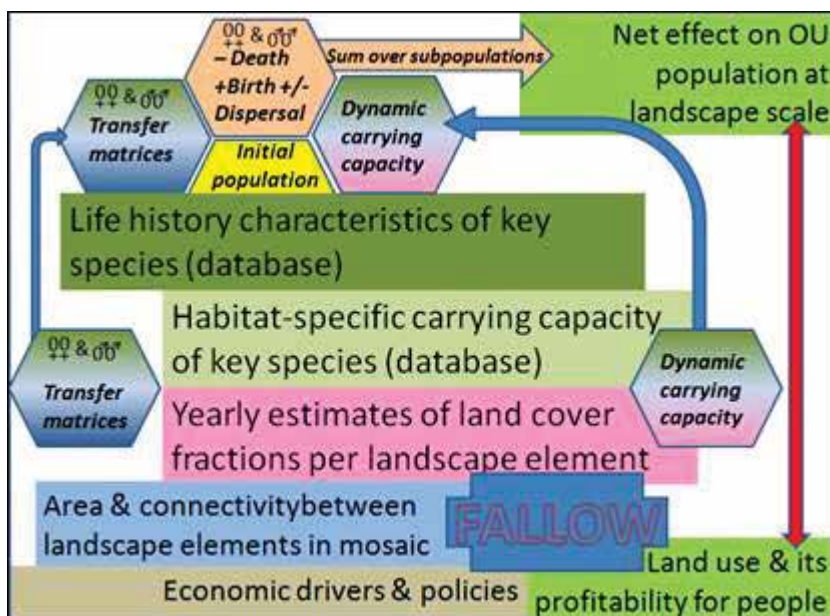 ♀♀ & ♂♂
– Death
+Birth +/-
Dispersal
Sum over subpopulations
Net effect on OU
population at
landscape scale
♀♀ & ♂♂
Transfer
matrices
Dynamic
carrying
capacity
Initial
population
Life history characteristics of key
species (database)
Habitat-specific carrying capacity
of key species (database)
♀♀ & ♂♂
Transfer
matrices
Dynamic
carrying
capacity
Yearly estimates of land cover
fractions per landscape element
Area & connectivitybetween
landscape elements in mosaic
FALLOW
Economic drivers & policies
Land use & its
profitability for people